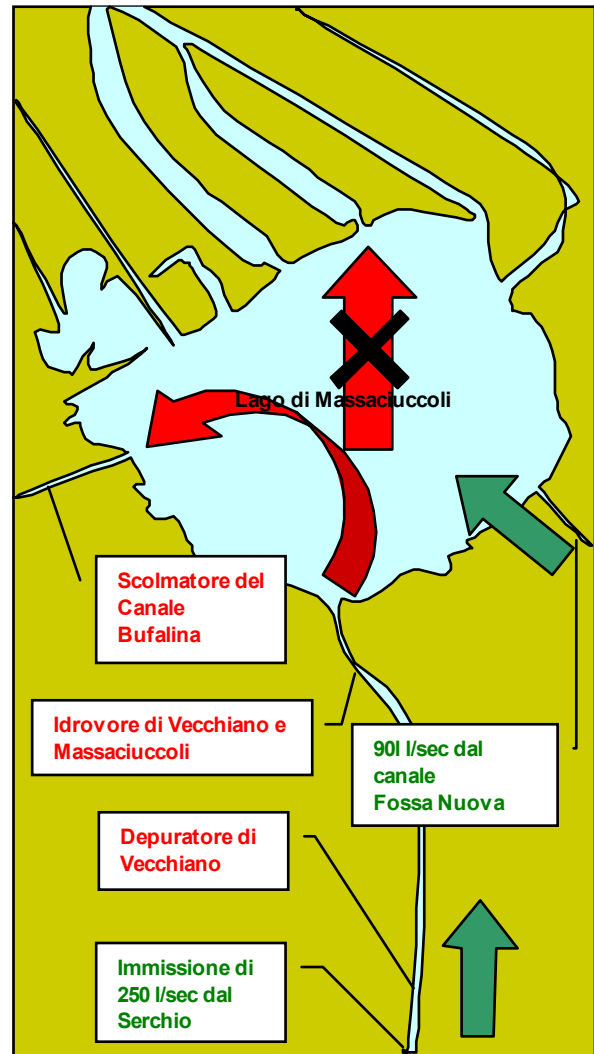 Lago di Massaciuccoli
Scolmatore del
Canale
Bufalina
Idrovore di Vecchiano e
Massaciuccoli
90l l/sec dal
canale
Fossa Nuova
Depuratore di
Vecchiano
Immissione di
250 l/sec dal
Serchio